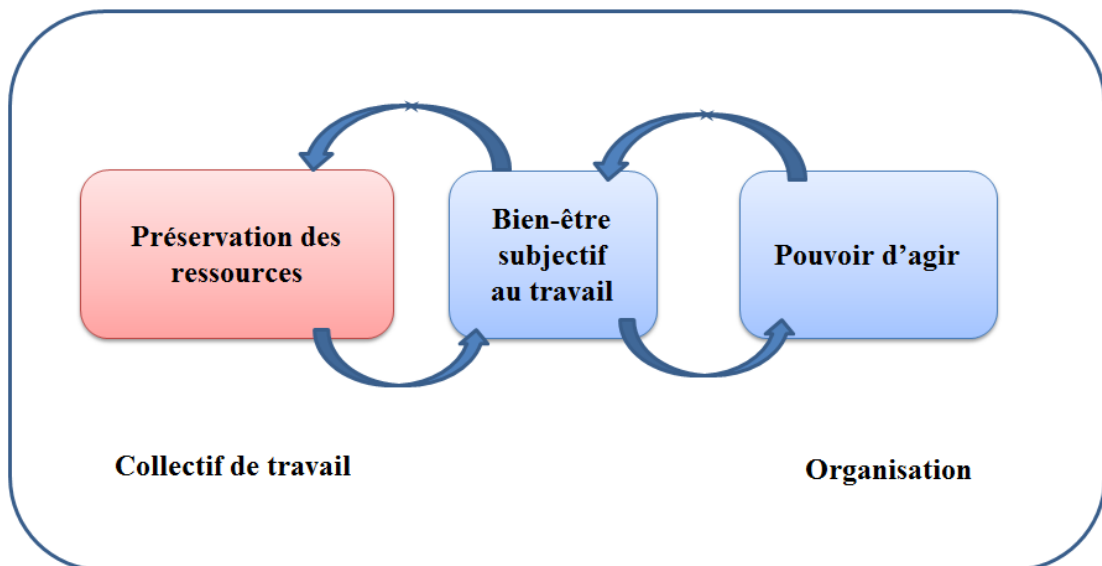 Préservation des
ressources
Bien-être
subjectif
au travail
Pouvoir d’agir
Collectif de travail
Organisation